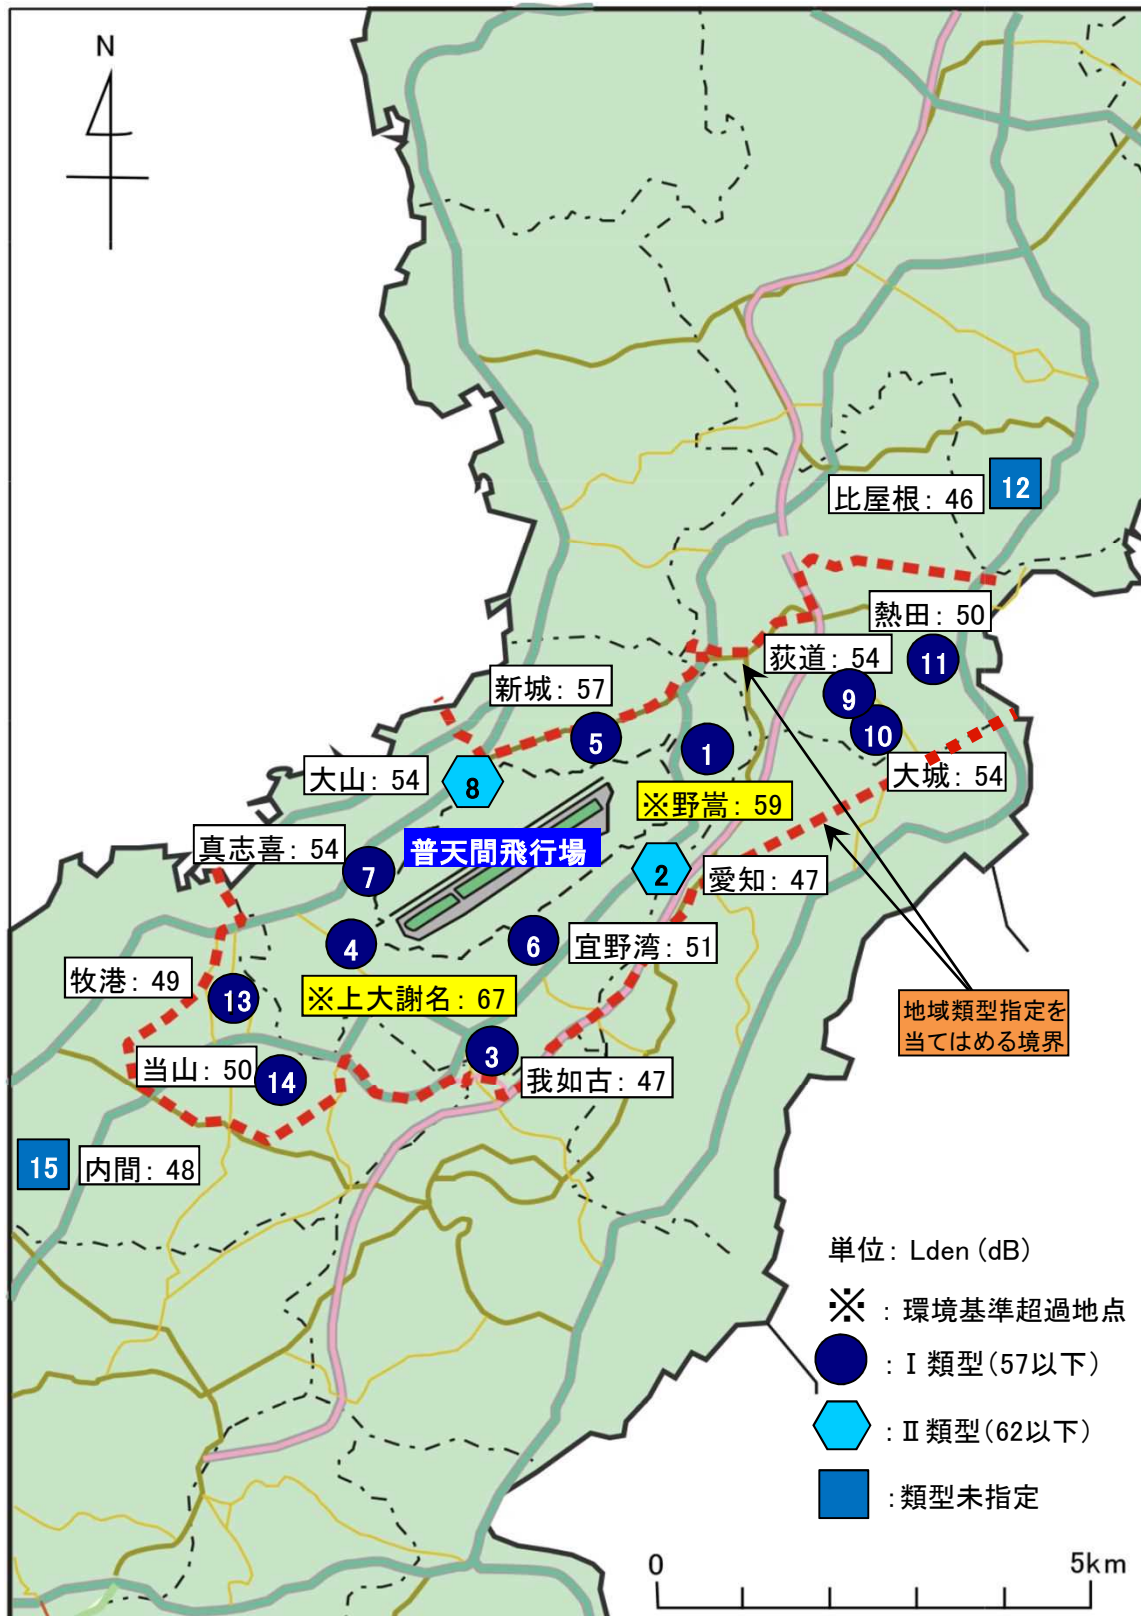 N
比屋根: 46
12
熱田: 50
11
荻道: 54
9
10
大城: 54
新城: 57
5
1
※野嵩: 59
大山: 54
8
普天間飛行場
真志喜: 54
7
2
愛知: 47
4
6
宜野湾: 51
※上大謝名: 67
牧港: 49
13
地域類型指定を
当てはめる境界
3
我如古: 47
当山: 50
14
15
内間: 48
単位: Lden (dB)
※ : 環境基準超過地点
: Ⅰ類型(57以下)
: Ⅱ類型(62以下)
: 類型未指定
0
5km